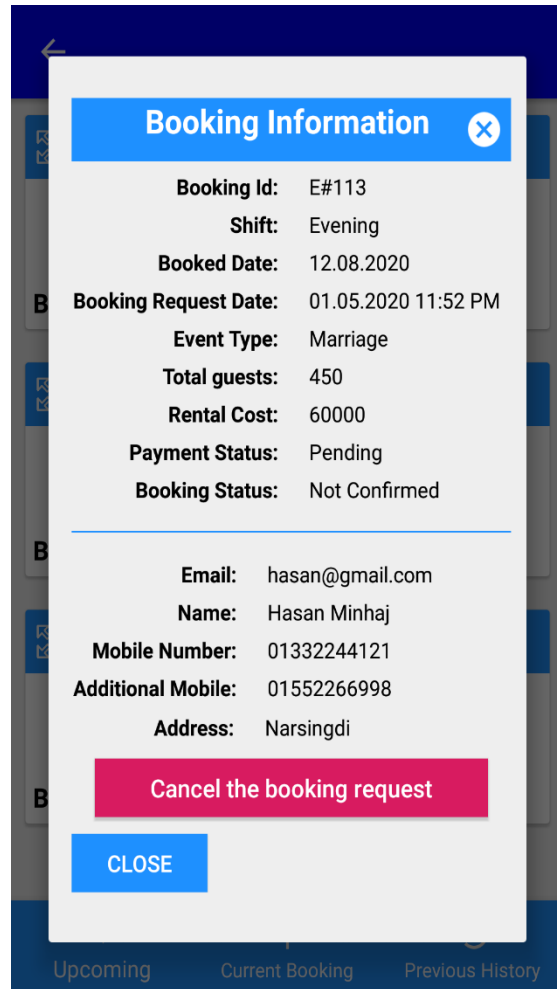 Booking Information
Booking Id: E#113
Shift: Evening
Booked Date: 12.08.2020
Booking Request Date: 01.05.2020 11:52 PM
Event Type: Marriage
Total guests: 450
Rental Cost: 60000
Payment Status: Pending
Booking Status: Not Confirmed
Email: hasan@gmail.com
Name: Hasan Minhaj
Mobile Number: 01332244121
Additional Mobile: 01552266998
Address: Narsingdi
Cancel the booking request
CLOSE
B
B
B
Upcoming Current Booking Previous History